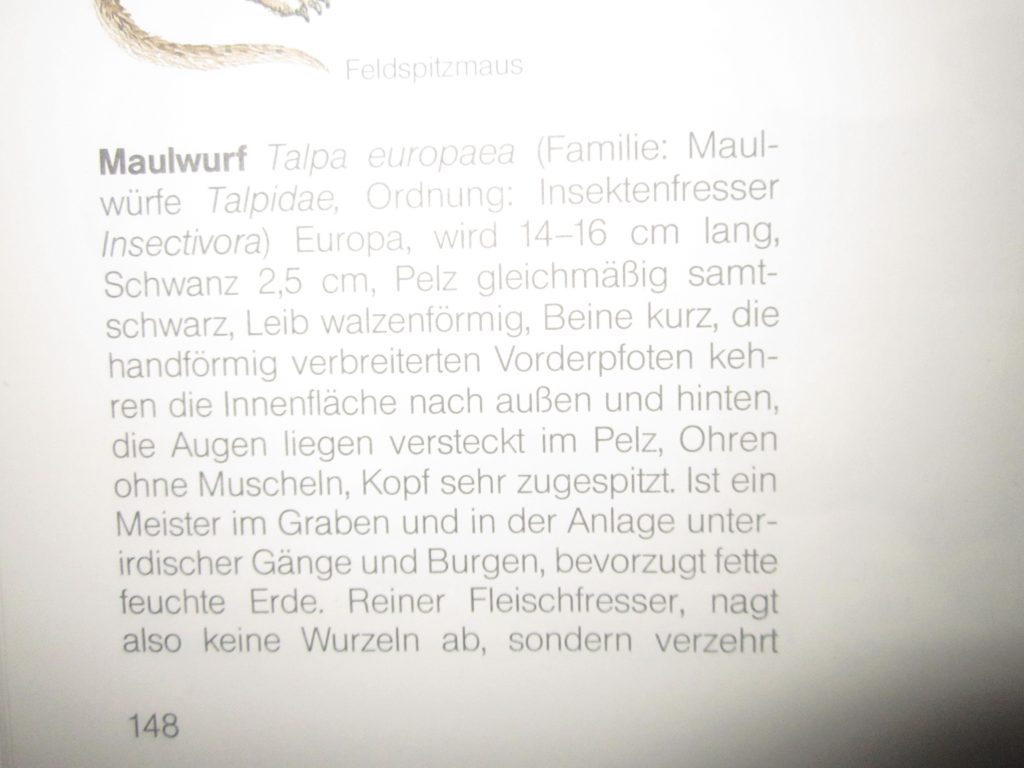 Feldspitzmaus
Maulwurf Talpa europaea (Familie: Maul-
würfe Talpidae, Ordnung: Insektenfresser
Insectivora) Europa, wird 14–16 cm lang,
Schwanz 2,5 cm, Pelz gleichmäßig samt-
schwarz, Leib walzenförmig, Beine kurz, die
handförmig verbreiterten Vorderpfoten keh-
ren die Innenfläche nach außen und hinten,
die Augen liegen versteckt im Pelz, Ohren
ohne Muscheln, Kopf sehr zugespitzt. Ist ein
Meister im Graben und in der Anlage unter-
irdischer Gänge und Burgen, bevorzugt fette
feuchte Erde. Reiner Fleischfresser, nagt
also keine Wurzeln ab, sondern verzehrt
148